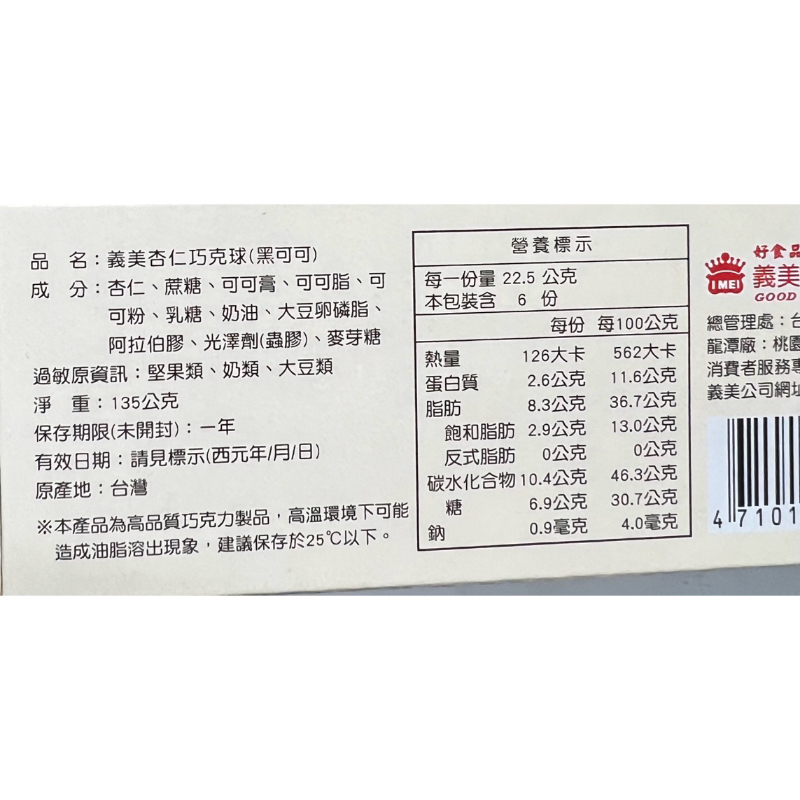 品 名：義美杏仁巧克球(黑可可)
成 分：杏仁、蔗糖、可可膏、可可脂、可
可粉、乳糖、奶油、大豆卵磷脂、
阿拉伯膠、光澤劑(蟲膠)、麥芽糖
過敏原資訊：堅果類、奶類、大豆類
淨 重：135公克
保存期限(未開封)：一年
有效日期：請見標示(西元年/月/日)
原產地：台灣
※本產品為高品質巧克力製品，高溫環境下可能
造成油脂溶出現象，建議保存於25℃以下。
營養標示
每一份量 22.5 公克
本包裝含 6 份
每份 每100公克
熱量 126大卡 562大卡
蛋白質 2.6公克 11.6公克
脂肪 8.3公克 36.7公克
飽和脂肪 2.9公克 13.0公克
反式脂肪 0公克 0公克
碳水化合物 10.4公克 46.3公克
糖 6.9公克 30.7公克
鈉 0.9毫克 4.0毫克
I MEI
好食品
義美
GOOD
總管理處：台
龍潭廠：桃園
消費者服務專
義美公司網址
4 7101